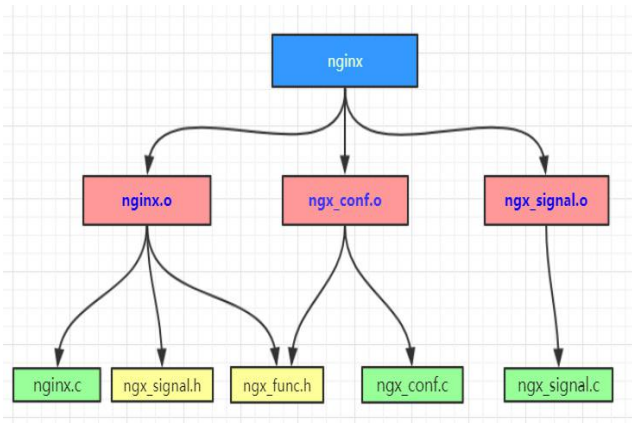 nginx
nginx.o
ngx_conf.o
ngx_signal.o
nginx.c
ngx_signal.h
ngx_func.h
ngx_conf.c
ngx_signal.c